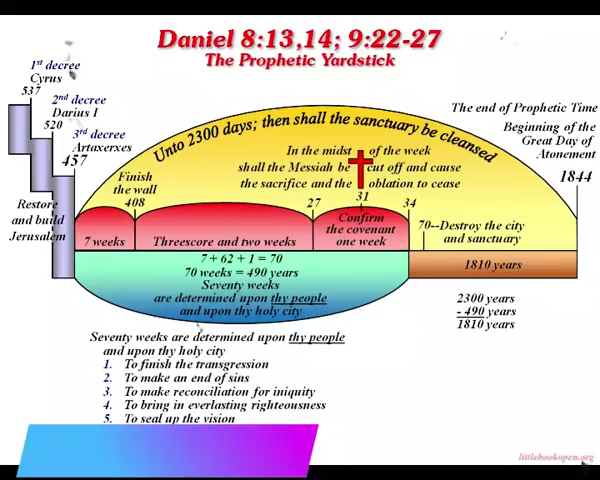 Daniel 8:13,14; 9:22-27
The Prophetic Yardstick
1st decree
Cyrus
537
2nd decree
Darius I
520
3rd decree
Artaxerxes
457
Restore
and build
Jerusalem
Unto 2300 days; then shall the sanctuary be cleansed
The end of Prophetic Time
Beginning of the
Great Day of
Atonement
1844
In the midst of the week
shall the Messiah be cut off and cause
the sacrifice and the oblation to cease
Finish
the wall
408
27
31
34
7 weeks
Threescore and two weeks
Confirm
the covenant
one week
70--Destroy the city
and sanctuary
7 + 62 + 1 = 70
70 weeks = 490 years
Seventy weeks
are determined upon thy people
and upon thy holy city
1810 years
2300 years
- 490 years
1810 years
Seventy weeks are determined upon thy people
and upon thy holy city
1. To finish the transgression
2. To make an end of sins
3. To make reconciliation for iniquity
4. To bring in everlasting righteousness
5. To seal up the vision
littlebookopen.org